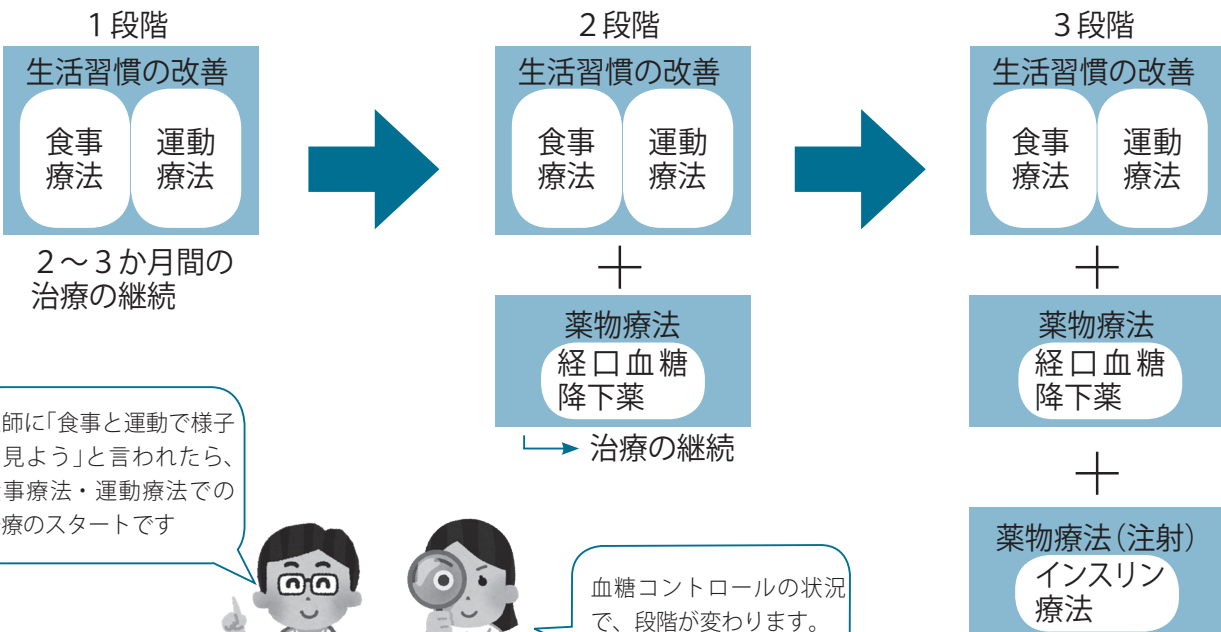 1段階
生活習慣の改善
食事
療法
運動
療法
2～3か月間の
治療の継続
2段階
生活習慣の改善
食事
療法
運動
療法
＋
薬物療法
経口血糖
降下薬
治療の継続
3段階
生活習慣の改善
食事
療法
運動
療法
＋
薬物療法
経口血糖
降下薬
＋
薬物療法（注射）
インスリン
療法
師に「食事と運動で様子
見よう」と言われたら、
事療法・運動療法での
療のスタートです
血糖コントロールの状況
で、段階が変わります。